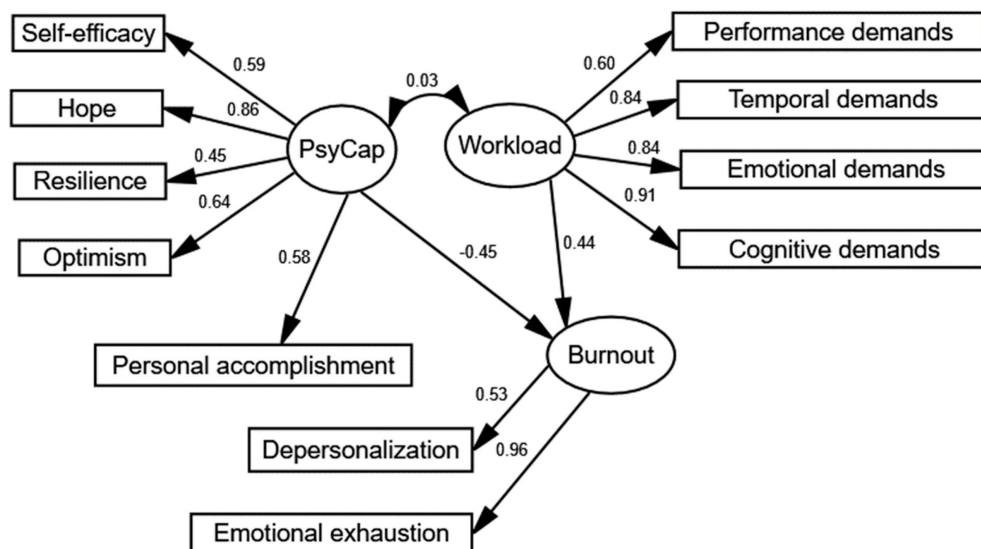 Self-efficacy
Performance demands
0.59
0.60
0.03
Hope
0.86
Temporal demands
0.84
PsyCap
Workload
Resilience
0.45
Emotional demands
0.84
0.64
0.91
Optimism
Cognitive demands
0.58
-0.45
0.44
Personal accomplishment
Burnout
0.53
Depersonalization
0.96
Emotional exhaustion